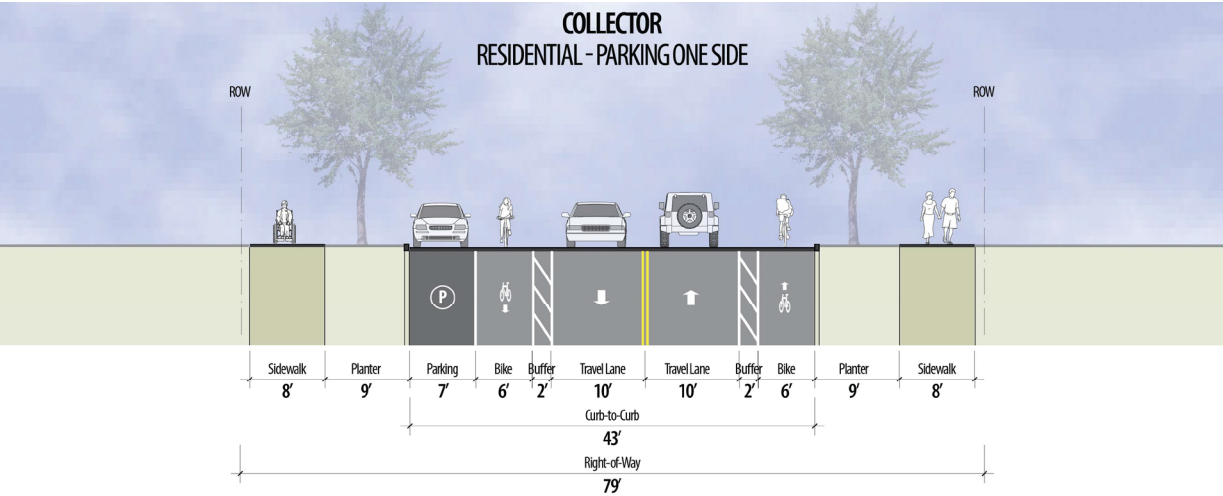 COLLECTOR
RESIDENTIAL - PARKING ONE SIDE
ROW
ROW
P
Sidewalk Planter Parking Bike Buffer Travel Lane Travel Lane Buffer Bike Planter Sidewalk
8' 9' 7' 6' 2' 10' 10' 2' 6' 9' 8'
Curb-to-Curb
43'
Right-of-Way
79'